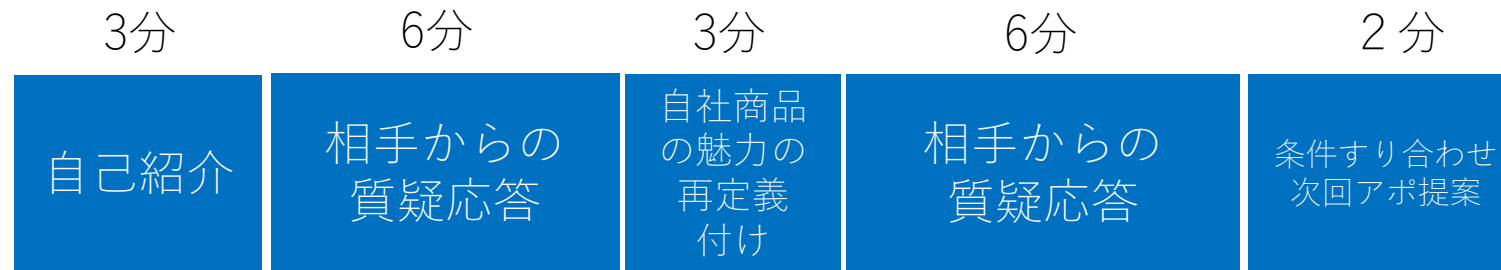 3分
6分
3分
6分
２分
自己紹介
相手からの
質疑応答
自社商品
の魅力の
再定義
付け
相手からの
質疑応答
条件すり合わせ
次回アポ提案